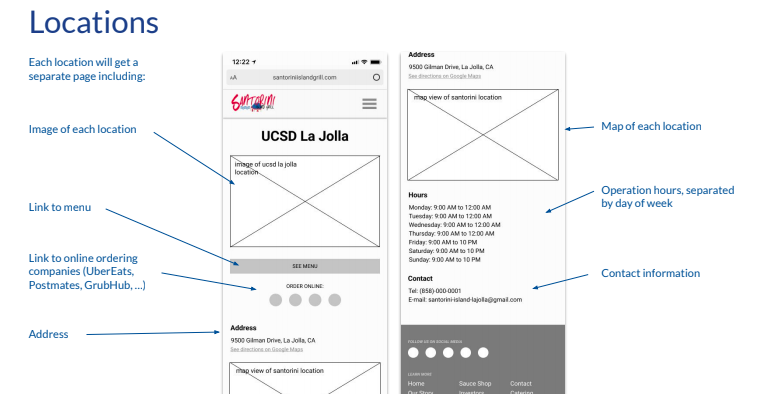 Locations
Each location will get a
separate page including:
Image of each location
Link to menu
Link to online ordering
companies (UberEats,
Postmates, GrubHub, ...)
Address
12:22
AA
santoriniislandgrill.com
SANTORINI
UCSD La Jolla
image of ucsd la jolla
location
SEE MENU
ORDER ONLINE:
Address
9500 Gilman Drive, La Jolla, CA
See directions on Google Maps
map view of santorini location
Address
9500 Gilman Drive, La Jolla, CA
See directions on Google Maps
map view of santorini location
Hours
Monday: 9:00 AM to 12:00 AM
Tuesday: 9:00 AM to 12:00 AM
Wednesday: 9:00 AM to 12:00 AM
Thursday: 9:00 AM to 12:00 AM
Friday: 9:00 AM to 10 PM
Saturday: 9:00 AM to 10 PM
Sunday: 9:00 AM to 10 PM
Contact
Tel: (858)-000-0001
E-mail: santorini-island-lajolla@gmail.com
FOLLOW US ON SOCIAL MEDIA
LEARN MORE
Home Sauce Shop Contact
Our Story Investors Catering
Map of each location
Operation hours, separated
by day of week
Contact information